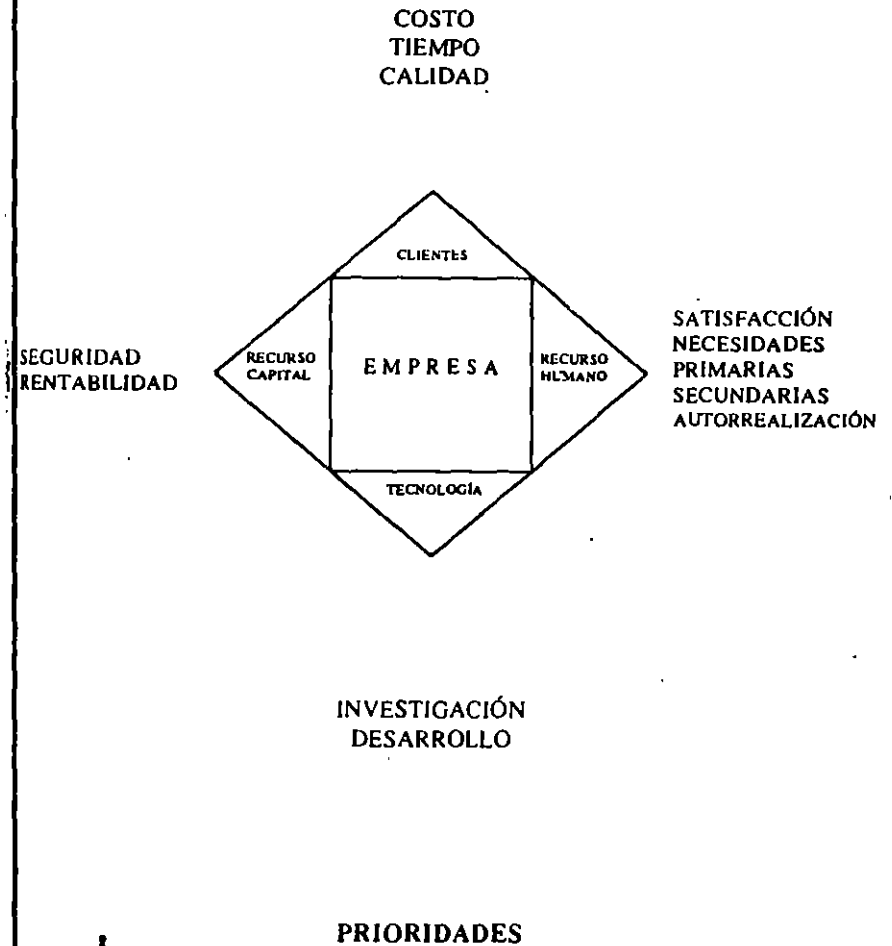 COSTO
TIEMPO
CALIDAD
CLIENTES
SEGURIDAD
RENTABILIDAD
RECURSO
CAPITAL
EMPRESA
RECURSO
HUMANO
SATISFACCIÓN
NECESIDADES
PRIMARIAS
SECUNDARIAS
AUTORREALIZACIÓN
TECNOLOGÍA
INVESTIGACIÓN
DESARROLLO
PRIORIDADES